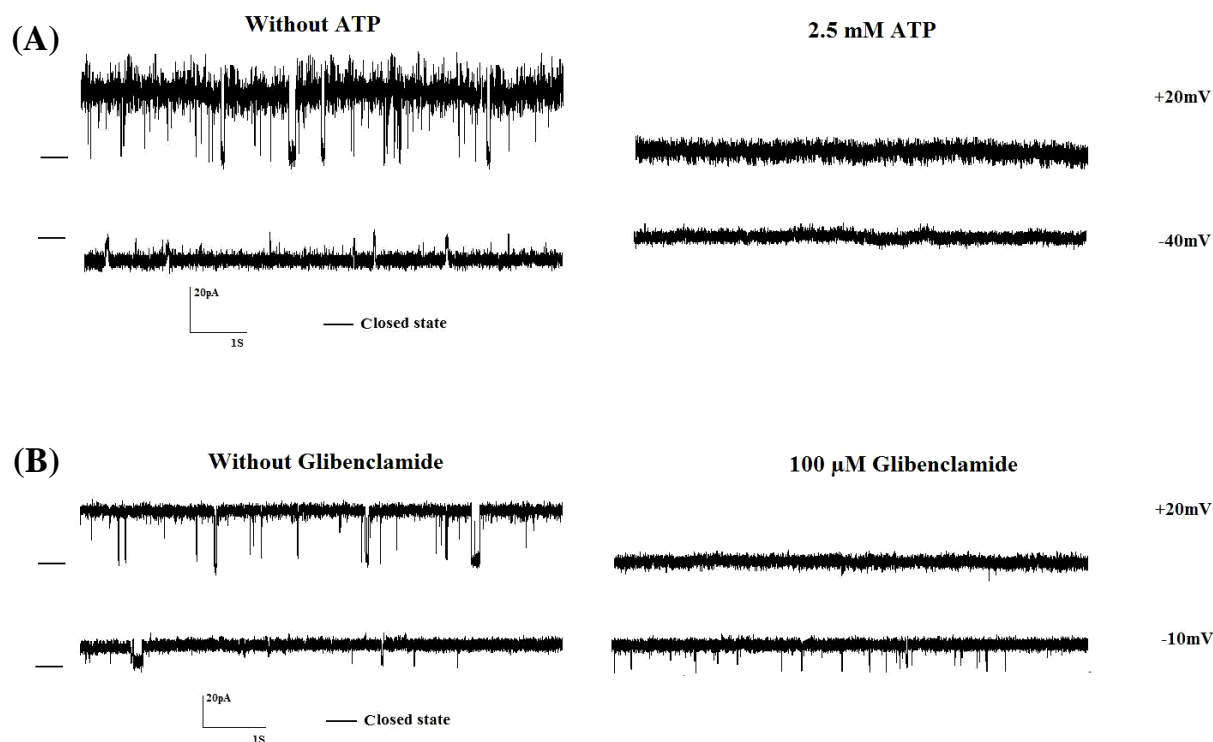 (A)
Without ATP
2.5 mM ATP
+20mV
-40mV
20pA
1S
Closed state
(B)
Without Glibenclamide
100 µM Glibenclamide
+20mV
-10mV
20pA
1S
Closed state